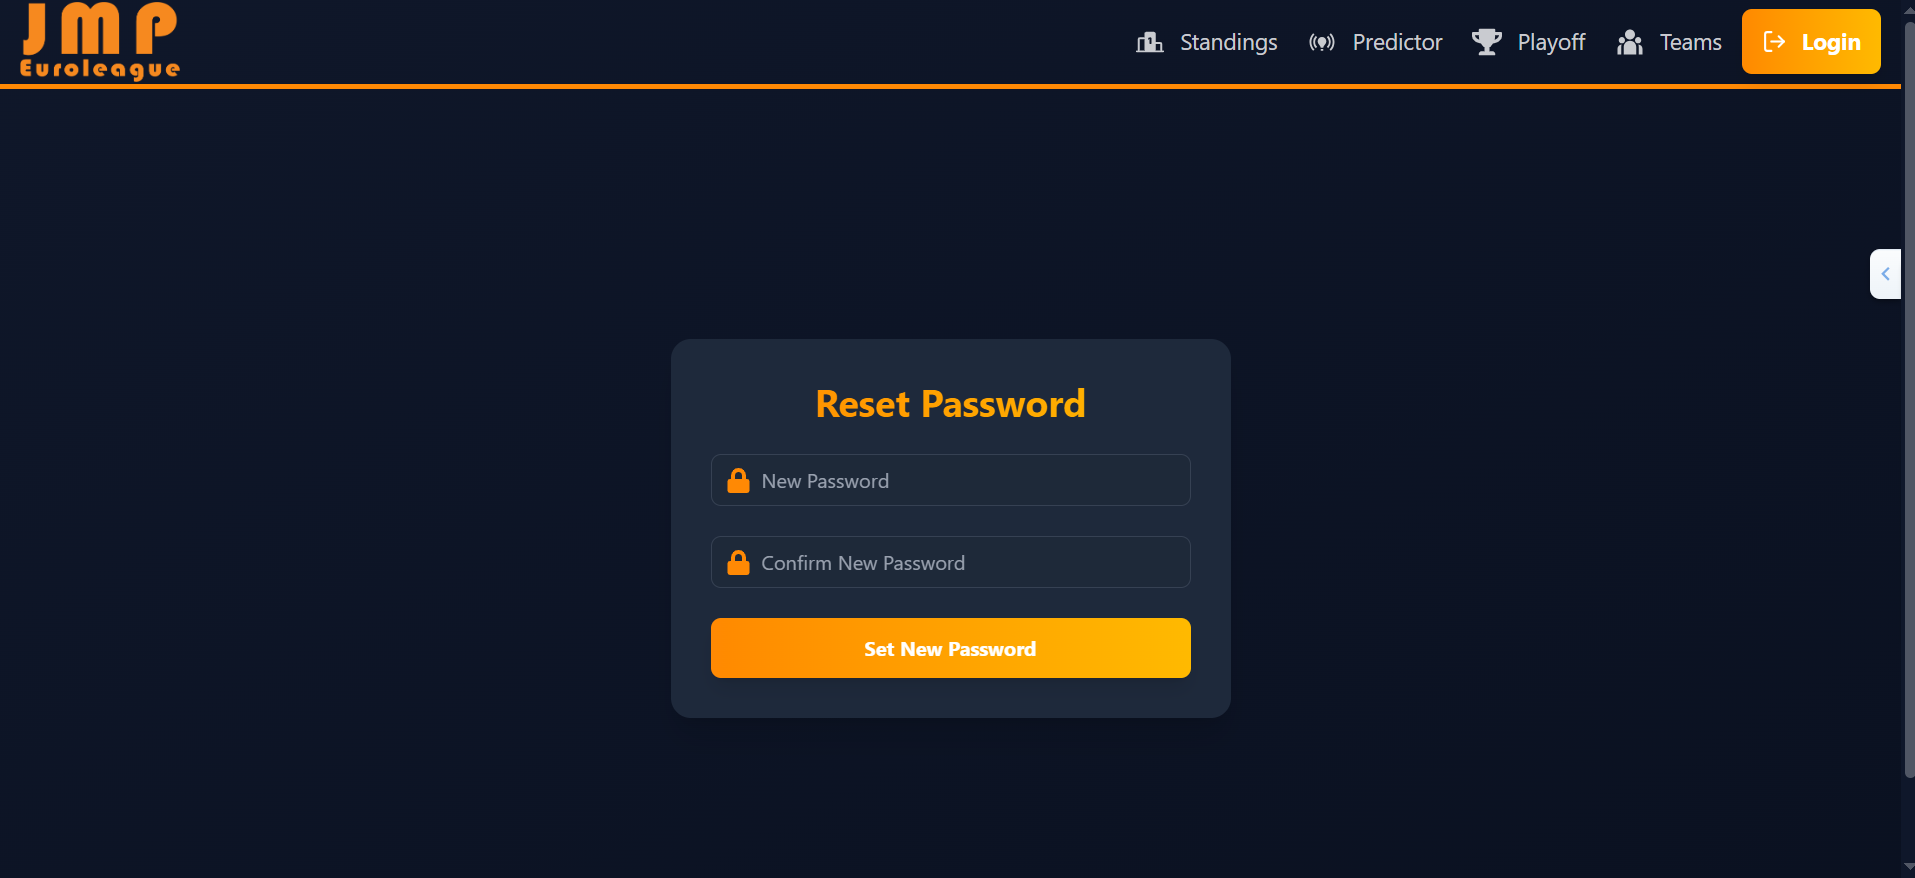 JMP
Euroleague
Standings
Predictor
Playoff
Teams
Login
Reset Password
New Password
Confirm New Password
Set New Password